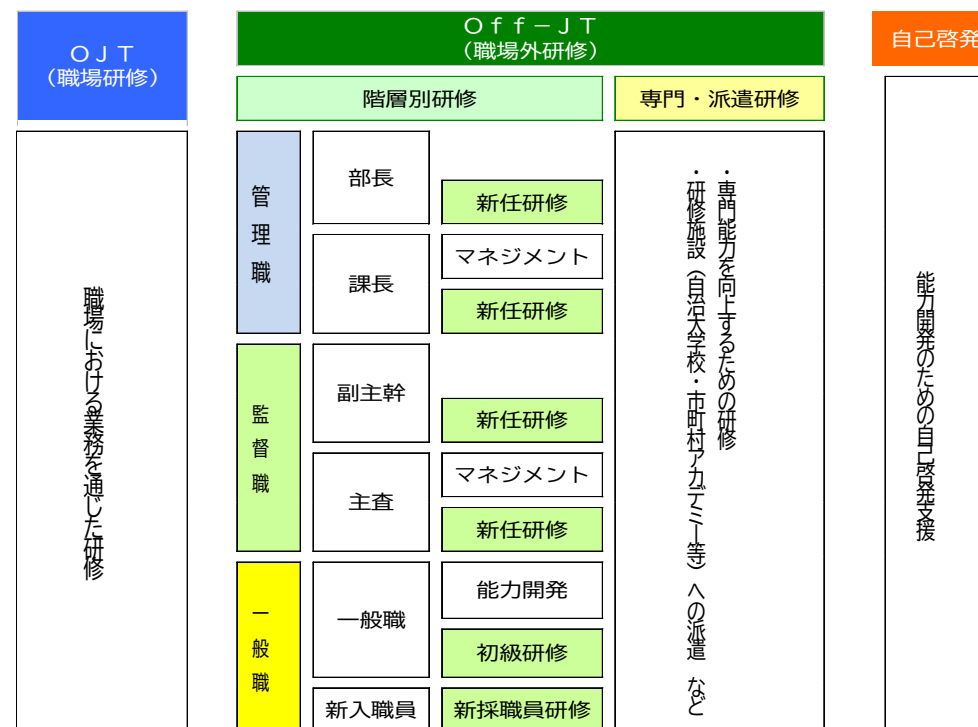 ＯＪＴ
（職場研修）
職場における業務を通じた研修
Ｏｆｆ－ＪＴ
（職場外研修）
階層別研修
専門・派遣研修
管理職
部長
新任研修
課長
マネジメント
新任研修
監督職
副主幹
新任研修
主査
マネジメント
新任研修
一般職
一般職
能力開発
初級研修
新入職員
新採職員研修
・専門能力を向上するための研修
・研修施設（自治大学校・市町村アカデミー等）への派遣　など
自己啓発
能力開発のための自己啓発支援